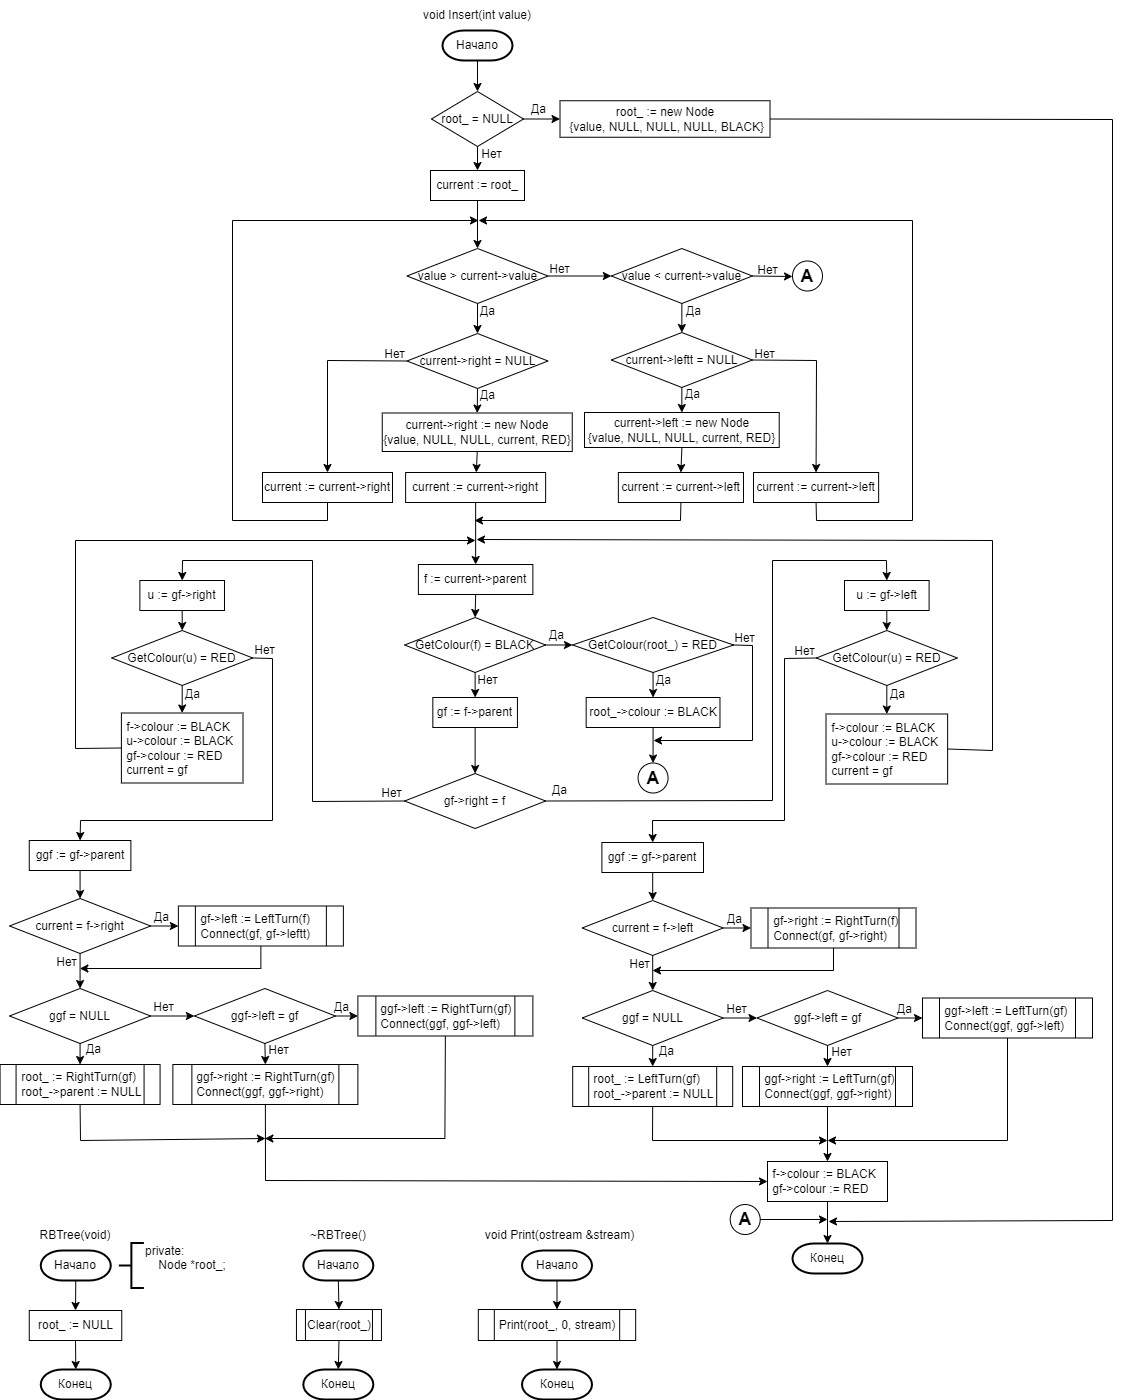 void Insert(int value)
Начало
root_ = NULL
Да
root_ := new Node
{value, NULL, NULL, NULL, BLACK}
Нет
current := root_
value > current->value
Нет
value < current->value
Нет
A
Да
Да
Нет
current->right = NULL
current->leftt = NULL
Нет
Да
Да
current->right := new Node
{value, NULL, NULL, current, RED}
current->left := new Node
{value, NULL, NULL, current, RED}
current := current->right
current := current->right
current := current->left
current := current->left
u := gf->right
f := current->parent
u := gf->left
GetColour(u) = RED
Нет
GetColour(f) = BLACK
Да
GetColour(root_) = RED
Нет
Нет
GetColour(u) = RED
Да
Нет
Да
Да
f->colour := BLACK
u->colour := BLACK
gf->colour := RED
current = gf
gf := f->parent
root_->colour := BLACK
f->colour := BLACK
u->colour := BLACK
gf->colour := RED
current = gf
A
Нет
gf->right = f
Да
ggf := gf->parent
ggf := gf->parent
current = f->right
Да
gf->left := LeftTurn(f)
Connect(gf, gf->leftt)
current = f->left
Да
gf->right := RightTurn(f)
Connect(gf, gf->right)
Нет
Нет
ggf = NULL
Нет
ggf->left = gf
Да
ggf->left := RightTurn(gf)
Connect(ggf, ggf->left)
ggf = NULL
Нет
ggf->left = gf
Да
ggf->left := LeftTurn(gf)
Connect(ggf, ggf->left)
Да
Нет
Да
Нет
root_ := RightTurn(gf)
root_->parent := NULL
ggf->right := RightTurn(gf)
Connect(ggf, ggf->right)
root_ := LeftTurn(gf)
root_->parent := NULL
ggf->right := LeftTurn(gf)
Connect(ggf, ggf->right)
f->colour := BLACK
gf->colour := RED
A
Конец
RBTree(void)
Начало
private:
Node *root_;
root_ := NULL
Конец
~RBTree()
Начало
Clear(root_)
Конец
void Print(ostream &stream)
Начало
Print(root_, 0, stream)
Конец